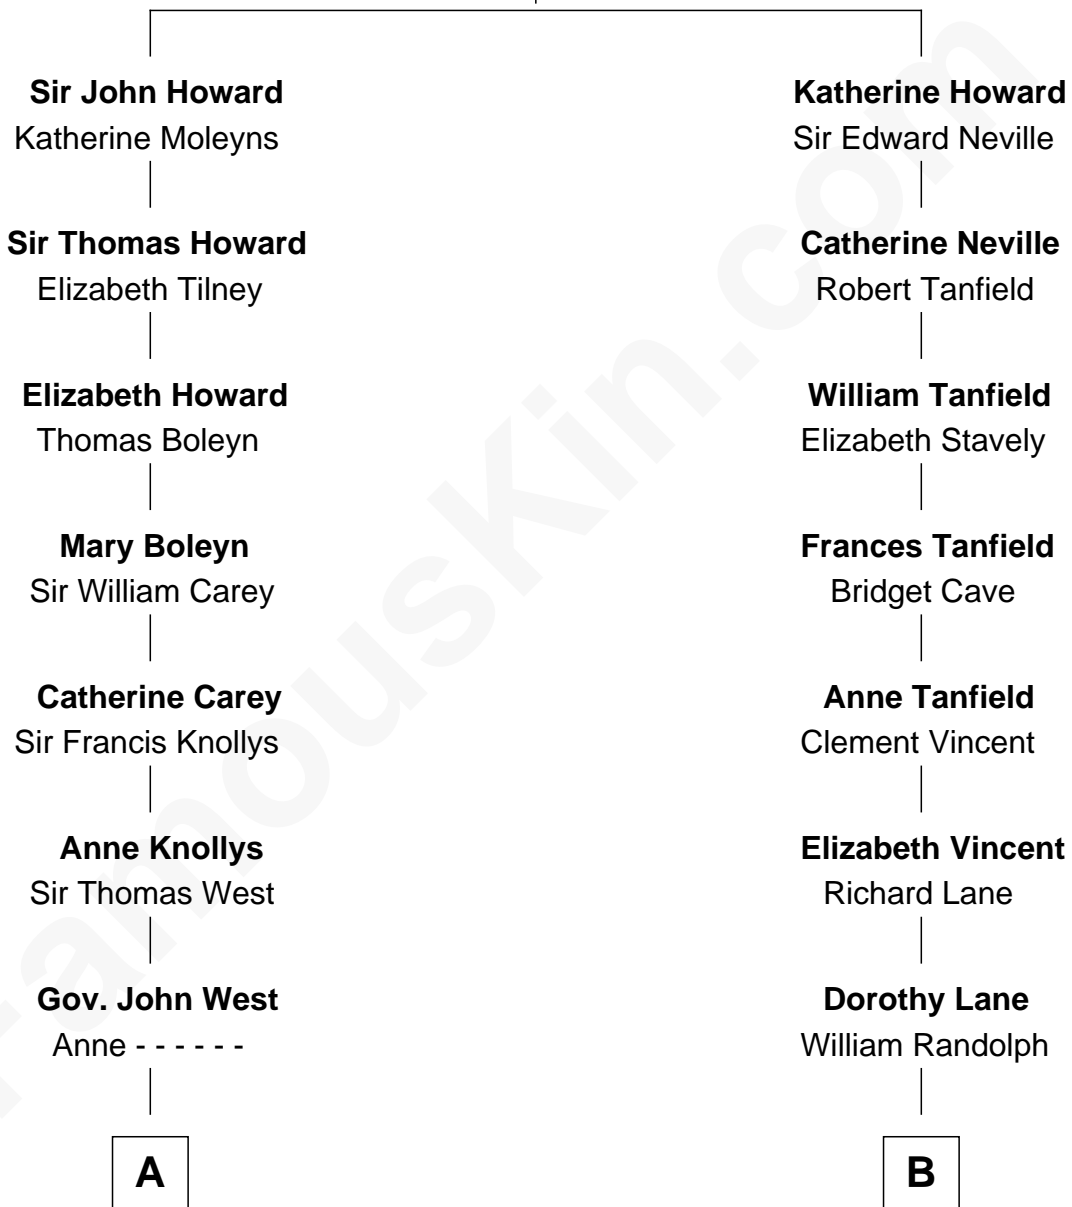 Sir John Howard
Katherine Moleyns
Sir Thomas Howard
Elizabeth Tilney
Elizabeth Howard
Thomas Boleyn
Mary Boleyn
Sir William Carey
Catherine Carey
Sir Francis Knollys
Anne Knollys
Sir Thomas West
Gov. John West
Anne - - - - - -
A
Katherine Howard
Sir Edward Neville
Catherine Neville
Robert Tanfield
William Tanfield
Elizabeth Stavely
Frances Tanfield
Bridget Cave
Anne Tanfield
Clement Vincent
Elizabeth Vincent
Richard Lane
Dorothy Lane
William Randolph
B
FamousKin.com